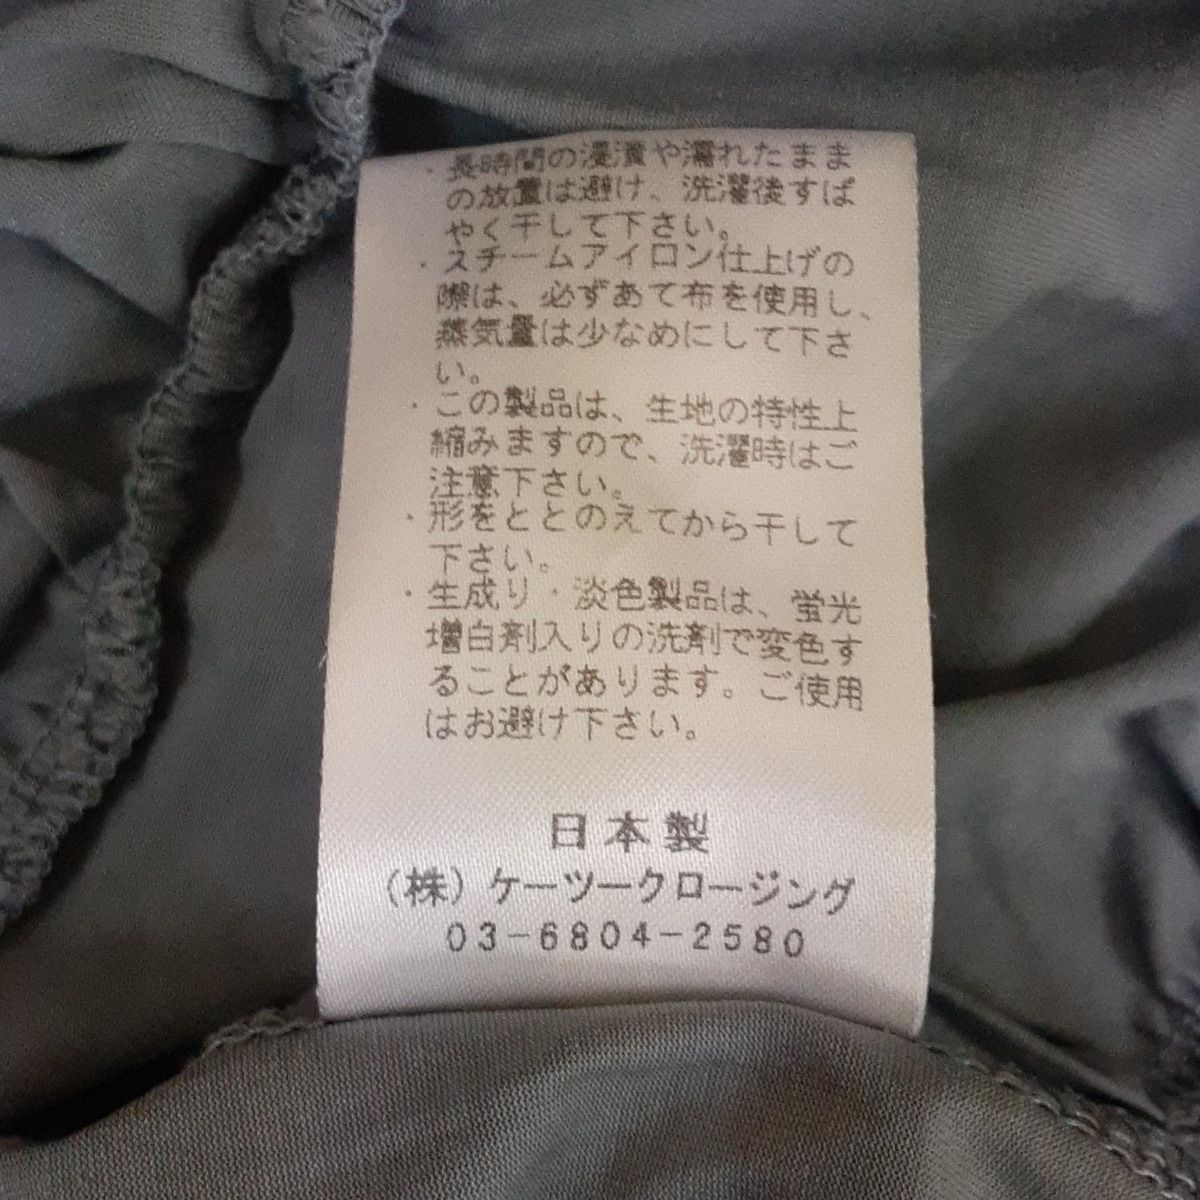 ・長時間の浸漬や濡れたまま
の放置は避け、洗濯後すば
やく干して下さい。
・スチームアイロン仕上げの
際は、必ずあて布を使用し、
蒸気量は少なめにして下さ
い。
・この製品は、生地の特性上
縮みますので、洗濯時はご
注意下さい。
・形をととのえてから干して
下さい。
・生成り・淡色製品は、蛍光
増白剤入りの洗剤で変色す
ることがあります。ご使用
はお避け下さい。
日本製
(株)ケーツークロージング
03-6804-2580